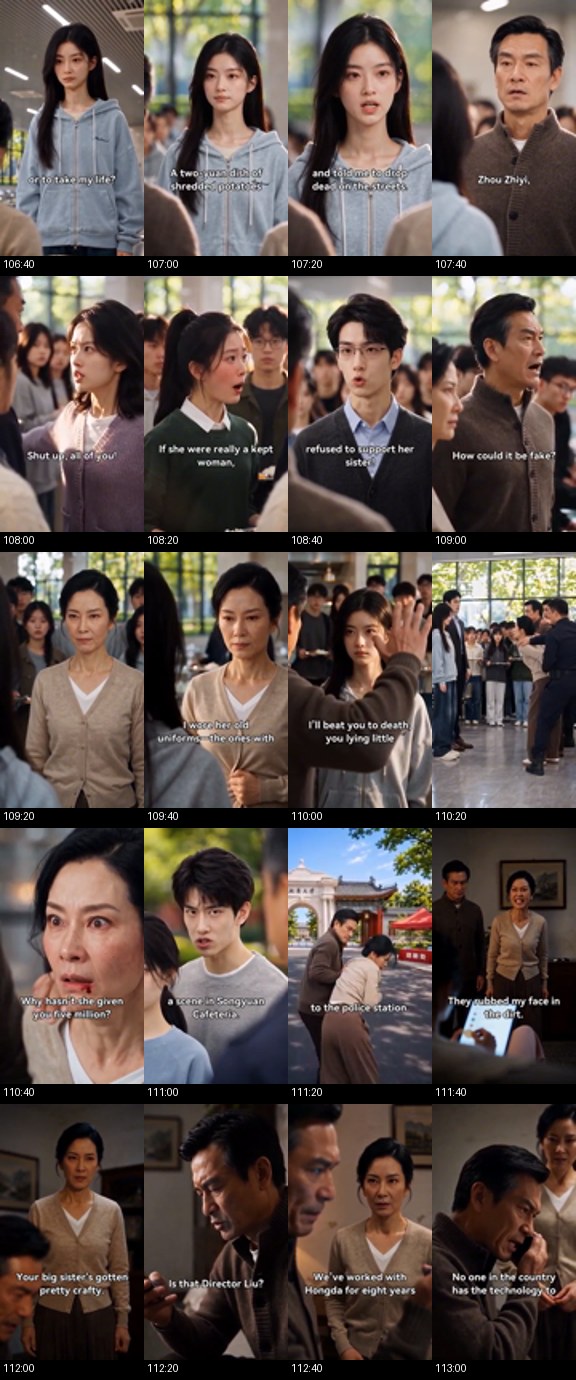 or to take my life?
106:40
A two-yuan dish of
shredded potatoes—
107:00
and told me to drop
dead on the streets.
107:20
Zhou Zhiyi,
107:40
Shut up, all of you!
108:00
If she were really a kept
woman,
108:20
refused to support her
sister.
108:40
How could it be fake?
109:00
109:20
I wore her old
uniforms—the ones with
109:40
I'll beat you to death
you lying little
110:00
110:20
Why hasn't she given
you five million?
110:40
a scene in Songyuan
Cafeteria.
111:00
to the police station
111:20
They rubbed my face in
the dirt.
111:40
Your big sister's gotten
pretty crafty.
112:00
Is that Director Liu?
112:20
We've worked with
Hongda for eight years
112:40
No one in the country
has the technology to
113:00